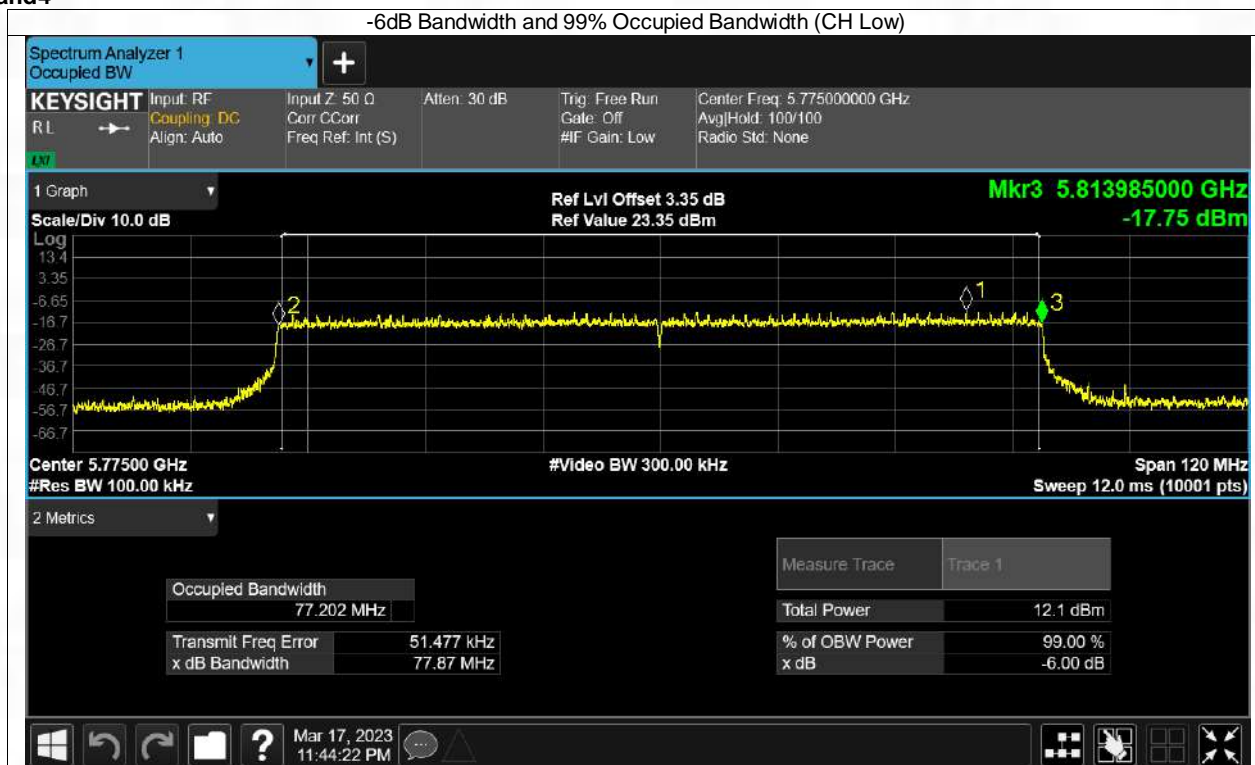 and4
-6dB Bandwidth and 99% Occupied Bandwidth (CH Low)
Spectrum Analyzer 1
Occupied BW
+
KEYSIGHT
RL
LXI
Input: RF
Coupling: DC
Align: Auto
Input Z: 50 Ω
Corr CCorr
Freq Ref: Int (S)
Atten: 30 dB
Trig: Free Run
Gate: Off
#IF Gain: Low
Center Freq: 5.775000000 GHz
Avg|Hold: 100/100
Radio Std: None
1 Graph
Scale/Div 10.0 dB
Ref Lvl Offset 3.35 dB
Ref Value 23.35 dBm
Mkr3 5.813985000 GHz
-17.75 dBm
Log
13.4
3.35
-6.65
-16.7
-26.7
-36.7
-46.7
-56.7
-66.7
2
1
3
Center 5.77500 GHz
#Res BW 100.00 kHz
#Video BW 300.00 kHz
Span 120 MHz
Sweep 12.0 ms (10001 pts)
2 Metrics
Measure Trace Trace 1
Occupied Bandwidth
77.202 MHz
Total Power 12.1 dBm
Transmit Freq Error 51.477 kHz
% of OBW Power 99.00 %
x dB Bandwidth 77.87 MHz
x dB -6.00 dB
?
Mar 17, 2023
11:44:22 PM